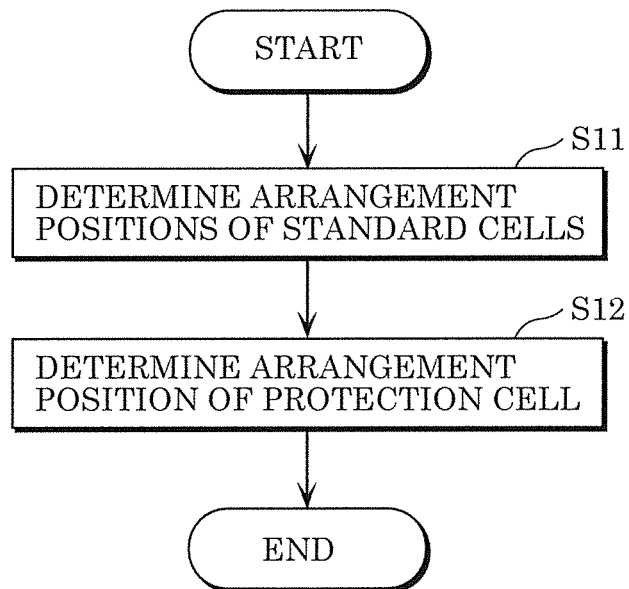 START
S11
DETERMINE ARRANGEMENT
POSITIONS OF STANDARD CELLS
S12
DETERMINE ARRANGEMENT
POSITION OF PROTECTION CELL
END